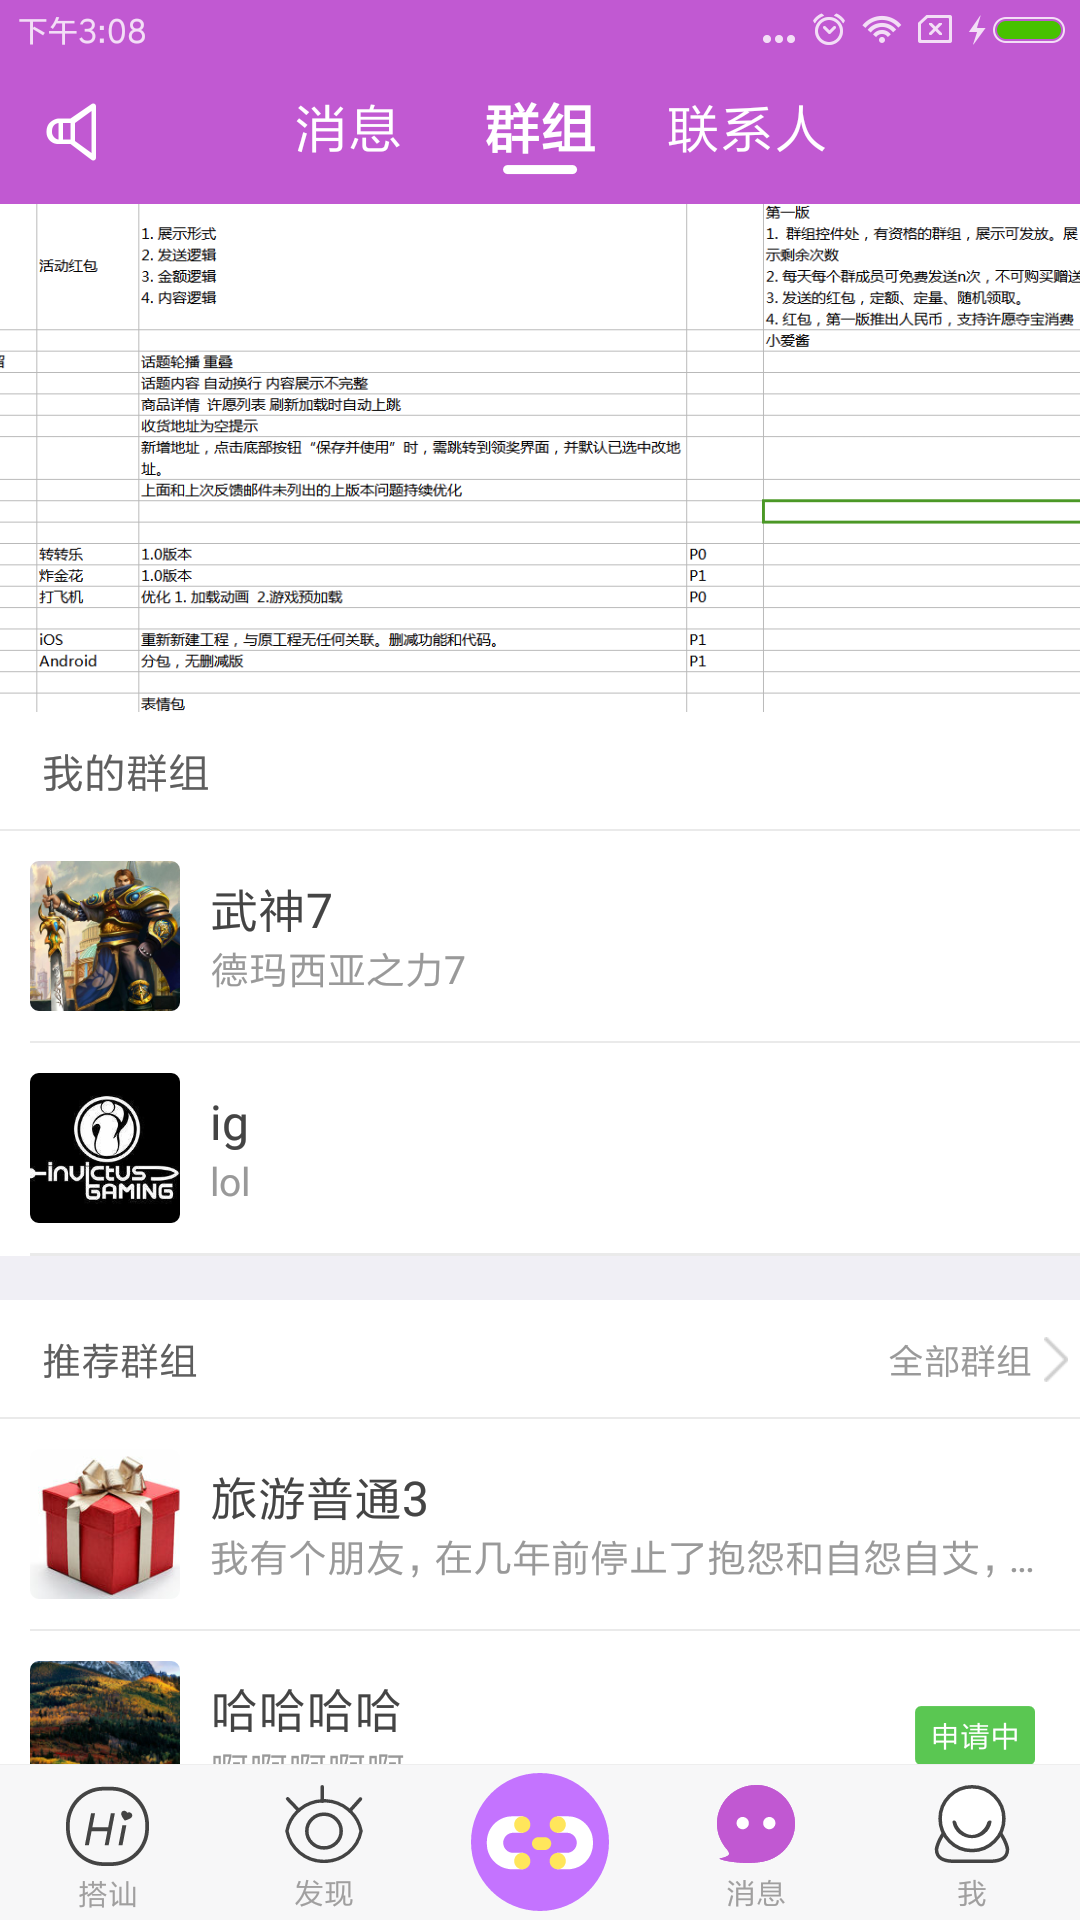 下午3:08
消息 群组 联系人
第一版
1. 展示形式
1. 群组控件处，有资格的群组，展示可发放。展
2. 发送逻辑
示剩余次数
活动红包
3. 金额逻辑
2. 每天每个群成员可免费发送n次，不可购买赠送
4. 内容逻辑
3. 发送的红包，定额、定量、随机领取。
4. 红包，第一版推出人民币，支持许愿夺宝消费
小爱酱
话题轮播 重叠
话题内容 自动换行 内容展示不完整
商品详情 许愿列表 刷新加载时自动上跳
收货地址为空提示
新增地址，点击底部按钮“保存并使用”时，需跳转到领奖界面，并默认已选中改地
址。
上面和上次反馈邮件未列出的上版本问题持续优化
转转乐 1.0版本 P0
炸金花 1.0版本 P1
打飞机 优化 1. 加载动画 2.游戏预加载 P0
iOS 重新新建工程，与原工程无任何关联。删减功能和代码。 P1
Android 分包，无删减版 P1
表情包
我的群组
武神7
德玛西亚之力7
invictus
GAMING
ig
lol
推荐群组 全部群组
旅游普通3
我有个朋友，在几年前停止了抱怨和自怨自艾，...
哈哈哈哈
申请中
啊啊啊啊啊
Hi
搭讪 发现 消息 我